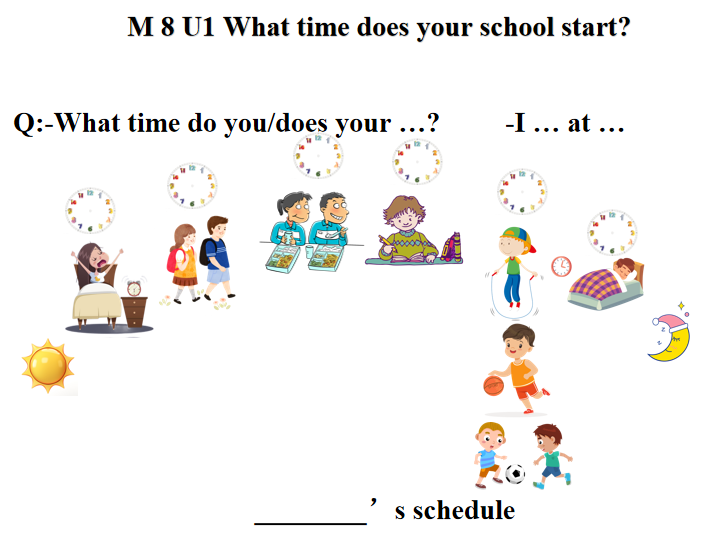 M 8 U1 What time does your school start?
Q:-What time do you/does your …? -I … at …
________’s schedule